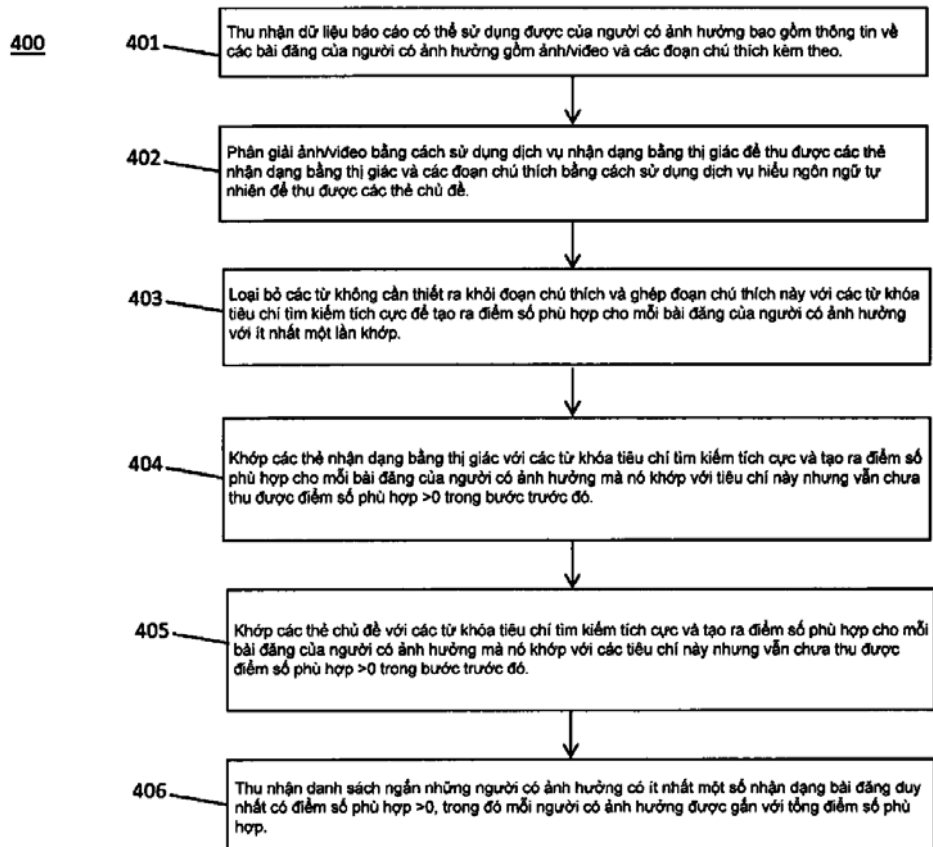 400
401
Thu nhận dữ liệu báo cáo có thể sử dụng được của người có ảnh hưởng bao gồm thông tin về
các bài đăng của người có ảnh hưởng gồm ảnh/video và các đoạn chú thích kèm theo.
402
Phân giải ảnh/video bằng cách sử dụng dịch vụ nhận dạng bằng thị giác để thu được các thẻ
nhận dạng bằng thị giác và các đoạn chú thích bằng cách sử dụng dịch vụ hiểu ngôn ngữ tự
nhiên để thu được các thẻ chủ đề.
403
Loại bỏ các từ không cần thiết ra khỏi đoạn chú thích và ghép đoạn chú thích này với các từ khóa
tiêu chí tìm kiếm tích cực để tạo ra điểm số phù hợp cho mỗi bài đăng của người có ảnh hưởng
với ít nhất một lần khớp.
404
Khớp các thẻ nhận dạng bằng thị giác với các từ khóa tiêu chí tìm kiếm tích cực và tạo ra điểm số
phù hợp cho mỗi bài đăng của người có ảnh hưởng mà nó khớp với tiêu chí này nhưng vẫn chưa
thu được điểm số phù hợp >0 trong bước trước đó.
405
Khớp các thẻ chủ đề với các từ khóa tiêu chí tìm kiếm tích cực và tạo ra điểm số phù hợp cho mỗi
bài đăng của người có ảnh hưởng mà nó khớp với các tiêu chí này nhưng vẫn chưa thu được
điểm số phù hợp >0 trong bước trước đó.
406
Thu nhận danh sách ngắn những người có ảnh hưởng có ít nhất một số nhận dạng bài đăng duy
nhất có điểm số phù hợp >0, trong đó mỗi người có ảnh hưởng được gắn với tổng điểm số phù
hợp.